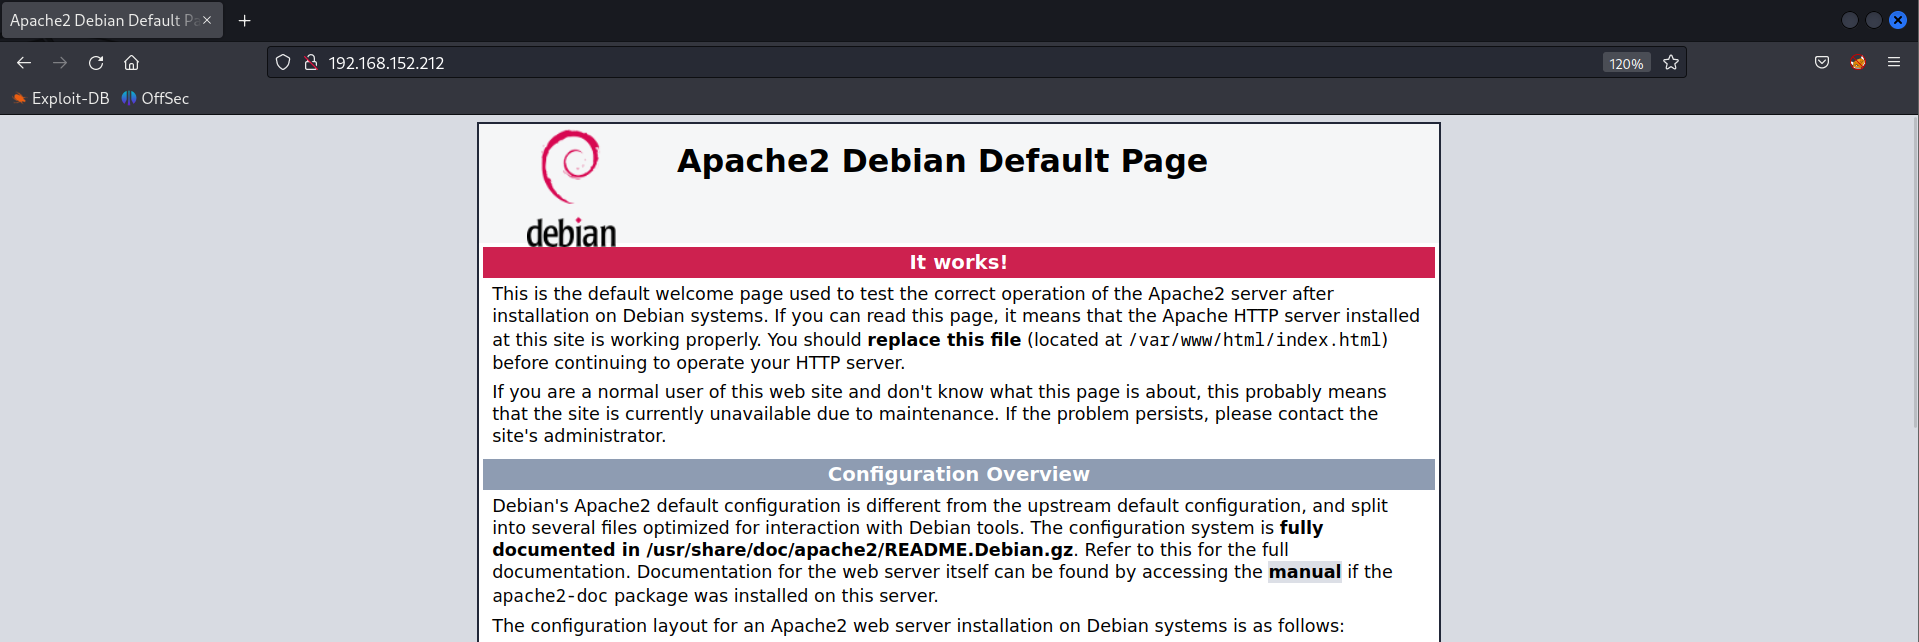 Apache2 Debian Default Pa
192.168.152.212
120%
Exploit-DB
OffSec
debian
Apache2 Debian Default Page
It works!
This is the default welcome page used to test the correct operation of the Apache2 server after
installation on Debian systems. If you can read this page, it means that the Apache HTTP server installed
at this site is working properly. You should replace this file (located at /var/www/html/index.html)
before continuing to operate your HTTP server.
If you are a normal user of this web site and don't know what this page is about, this probably means
that the site is currently unavailable due to maintenance. If the problem persists, please contact the
site's administrator.
Configuration Overview
Debian's Apache2 default configuration is different from the upstream default configuration, and split
into several files optimized for interaction with Debian tools. The configuration system is fully
documented in /usr/share/doc/apache2/README.Debian.gz. Refer to this for the full
documentation. Documentation for the web server itself can be found by accessing the manual if the
apache2-doc package was installed on this server.
The configuration layout for an Apache2 web server installation on Debian systems is as follows: